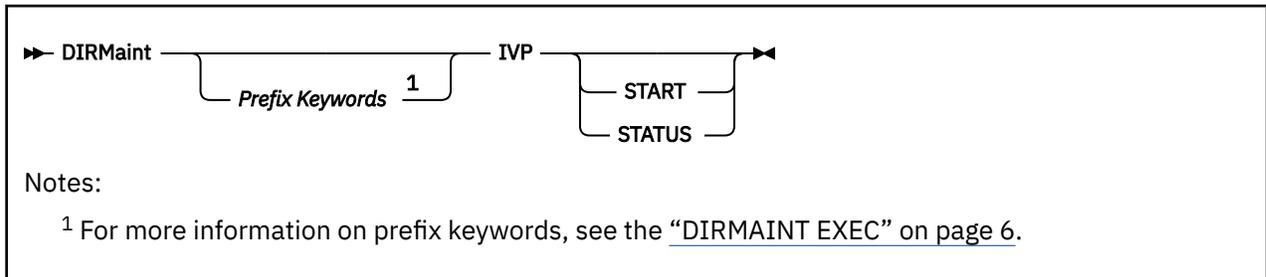 DIRMaint IVP
Prefix Keywords 1
START
STATUS
Notes:
1 For more information on prefix keywords, see the “DIRMAINT EXEC” on page 6.